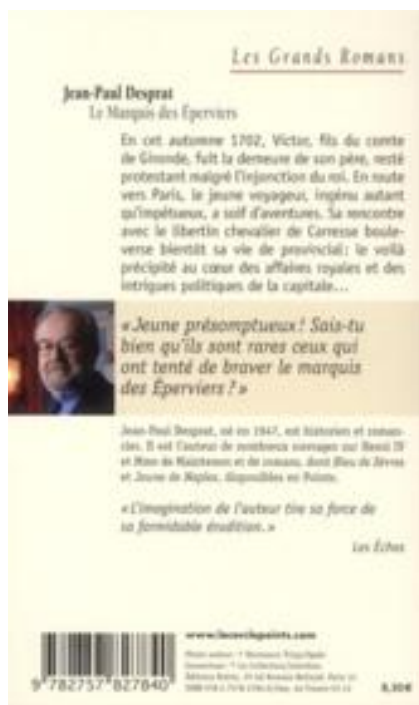 Les Grands Romans
Jean-Paul Desprat
Le Marquis des Éperviers
En cet automne 1702, Victor, fils du comte
de Gironde, fuit la demeure de son père, resté
protestant malgré l'injonction du roi. En route
vers Paris, le jeune voyageur, ingénu autant
qu'impétueux, a soif d'aventures. Sa rencontre
avec le libertin chevalier de Carresse boule-
verse bientôt sa vie de provincial : le voilà
précipité au cœur des affaires royales et des
intrigues politiques de la capitale...
« Jeune présomptueux ! Sais-tu
bien qu'ils sont rares ceux qui
ont tenté de braver le marquis
des Éperviers ? »
Jean-Paul Desprat, né en 1947, est historien et roman-
cier. Il est l'auteur de nombreux ouvrages sur Henri IV
et Mme de Maintenon et de romans, dont Bleu de Sèvres
et Jaune de Naples, disponibles en Points.
« L'imagination de l'auteur tire sa force de
sa formidable érudition. »
Les Échos
www.lecerclepoints.com
9 782757 827840
8,50€